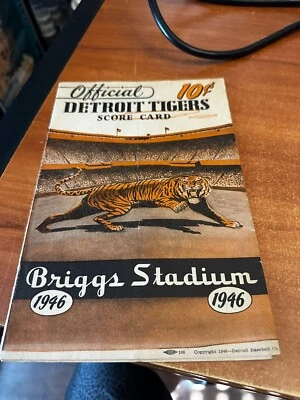 Official 10¢
DETROIT TIGERS
SCORE CARD
Briggs Stadium
1946 1946
Copyright 1946—Detroit Baseball Co.